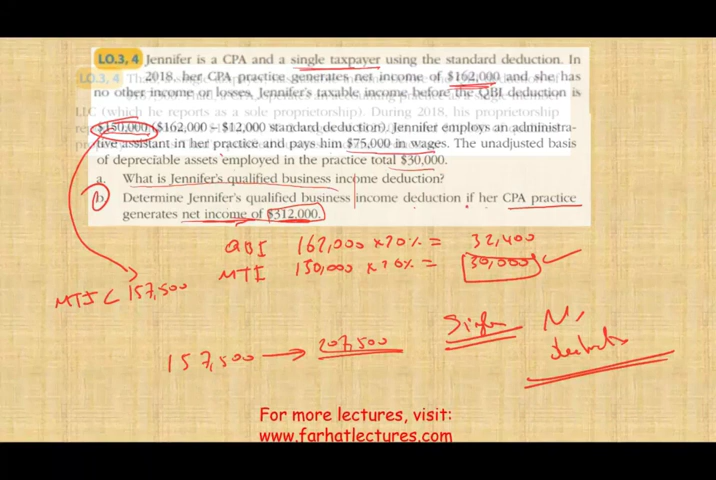 LO.3, 4 Jennifer is a CPA and a single taxpayer using the standard deduction. In
2018, her CPA practice generates net income of $162,000 and she has
no other income or losses. Jennifer's taxable income before the QBI deduction is
$150,000 ($162,000 - $12,000 standard deduction). Jennifer employs an administra-
tive assistant in her practice and pays him $75,000 in wages. The unadjusted basis
of depreciable assets employed in the practice total $30,000.
a. What is Jennifer's qualified business income deduction?
b. Determine Jennifer's qualified business income deduction if her CPA practice
generates net income of $312,000.
QBI 162,000 x 20% = 32,400
MTI 150,000 x 20% = 30,000
MTI < 157,500
157,500 → 207,500
Single
No
deduction
For more lectures, visit:
www.farhatlectures.com